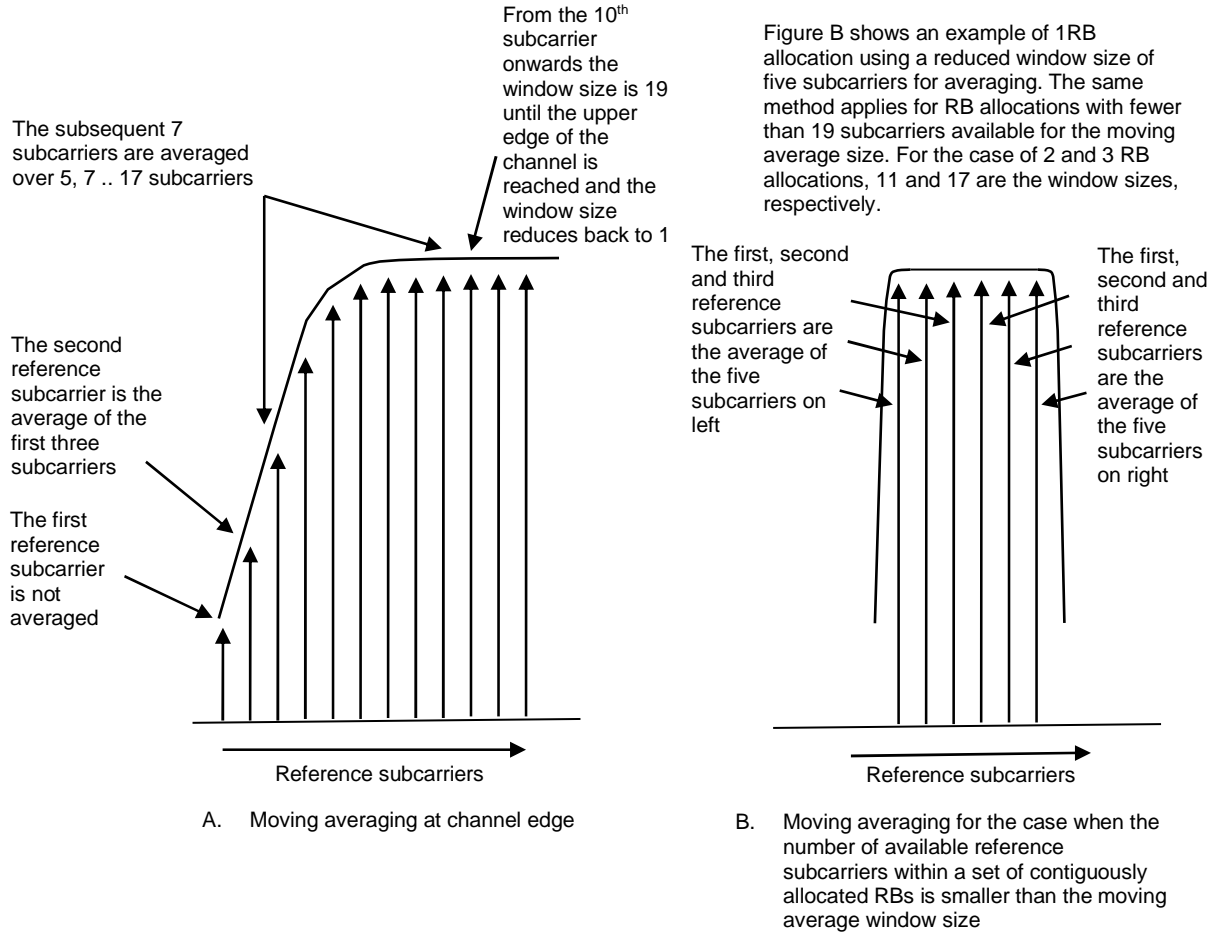 From the 10th
subcarrier
onwards the
window size is 19
until the upper
edge of the
channel is
reached and the
window size
reduces back to 1
The subsequent 7
subcarriers are averaged
over 5, 7 .. 17 subcarriers
The second
reference
subcarrier is the
average of the
first three
subcarriers
The first
reference
subcarrier
is not
averaged
Reference subcarriers
A. Moving averaging at channel edge
Figure B shows an example of 1RB
allocation using a reduced window size of
five subcarriers for averaging. The same
method applies for RB allocations with fewer
than 19 subcarriers available for the moving
average size. For the case of 2 and 3 RB
allocations, 11 and 17 are the window sizes,
respectively.
The first, second
and third
reference
subcarriers are
the average of
the five
subcarriers on
left
The first,
second and
third
reference
subcarriers
are the
average of
the five
subcarriers
on right
Reference subcarriers
B. Moving averaging for the case when the
number of available reference
subcarriers within a set of contiguously
allocated RBs is smaller than the moving
average window size